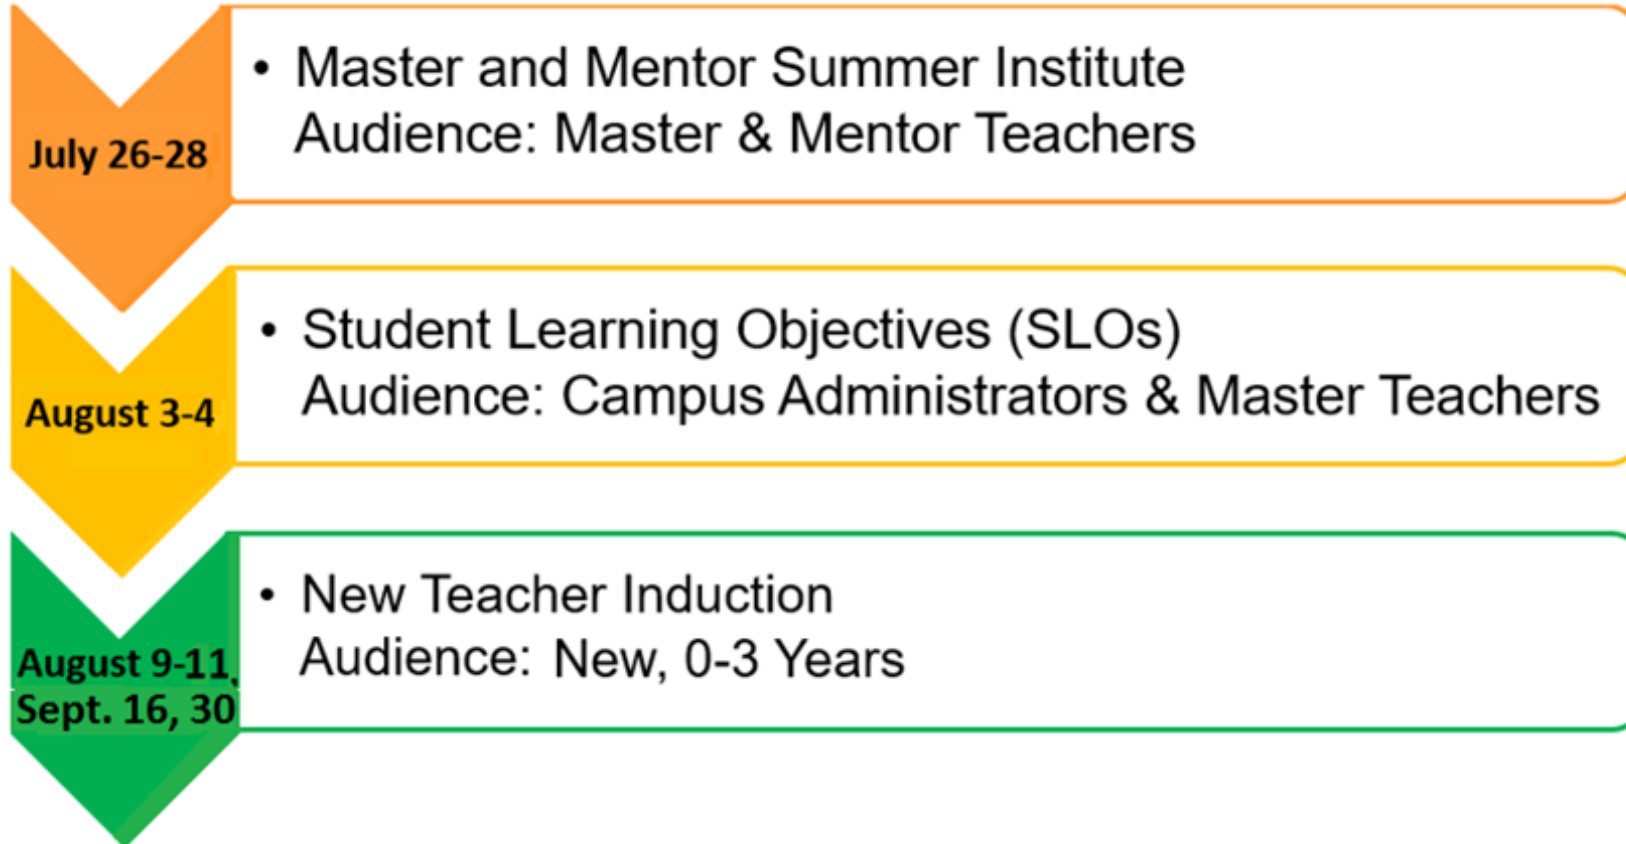 July 26-28
• Master and Mentor Summer Institute
Audience: Master & Mentor Teachers
August 3-4
• Student Learning Objectives (SLOs)
Audience: Campus Administrators & Master Teachers
August 9-11,
Sept. 16, 30
• New Teacher Induction
Audience: New, 0-3 Years